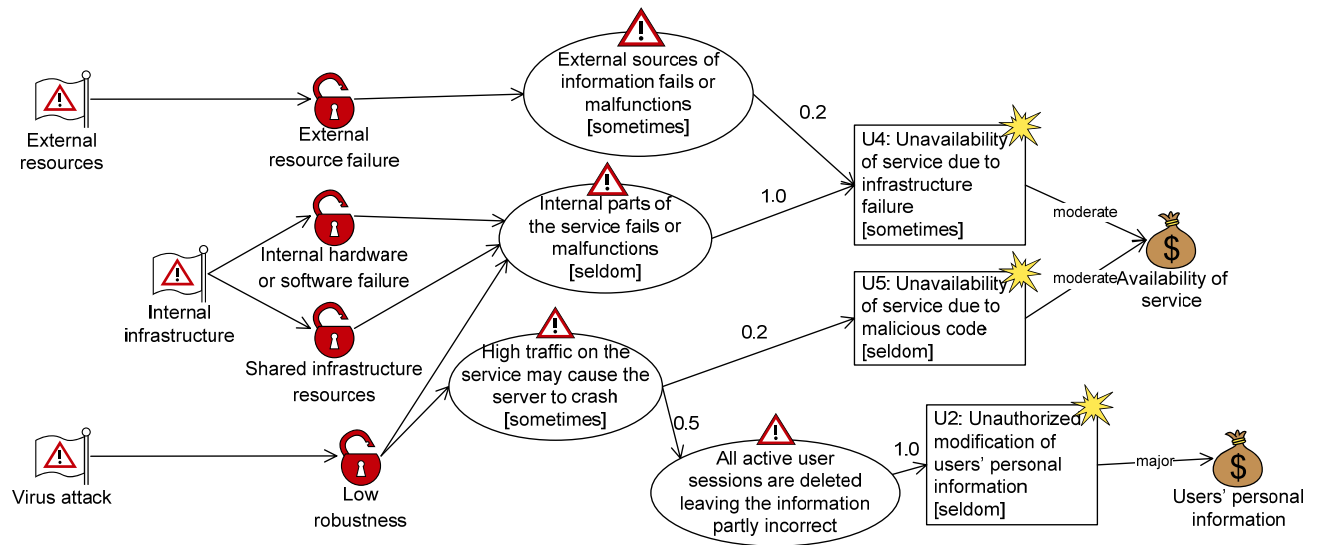 External
resources
External
resource failure
External sources of
information fails or
malfunctions
[sometimes]
0.2
U4: Unavailability
of service due to
infrastructure
failure
[sometimes]
moderate
Internal
infrastructure
Internal hardware
or software failure
Shared infrastructure
resources
Internal parts of
the service fails or
malfunctions
[seldom]
1.0
$
Availability of
service
U5: Unavailability
of service due to
malicious code
[seldom]
moderate
Virus attack
Low
robustness
High traffic on the
service may cause the
server to crash
[sometimes]
0.2
0.5
All active user
sessions are deleted
leaving the information
partly incorrect
1.0
U2: Unauthorized
modification of
users' personal
information
[seldom]
major
$
Users' personal
information